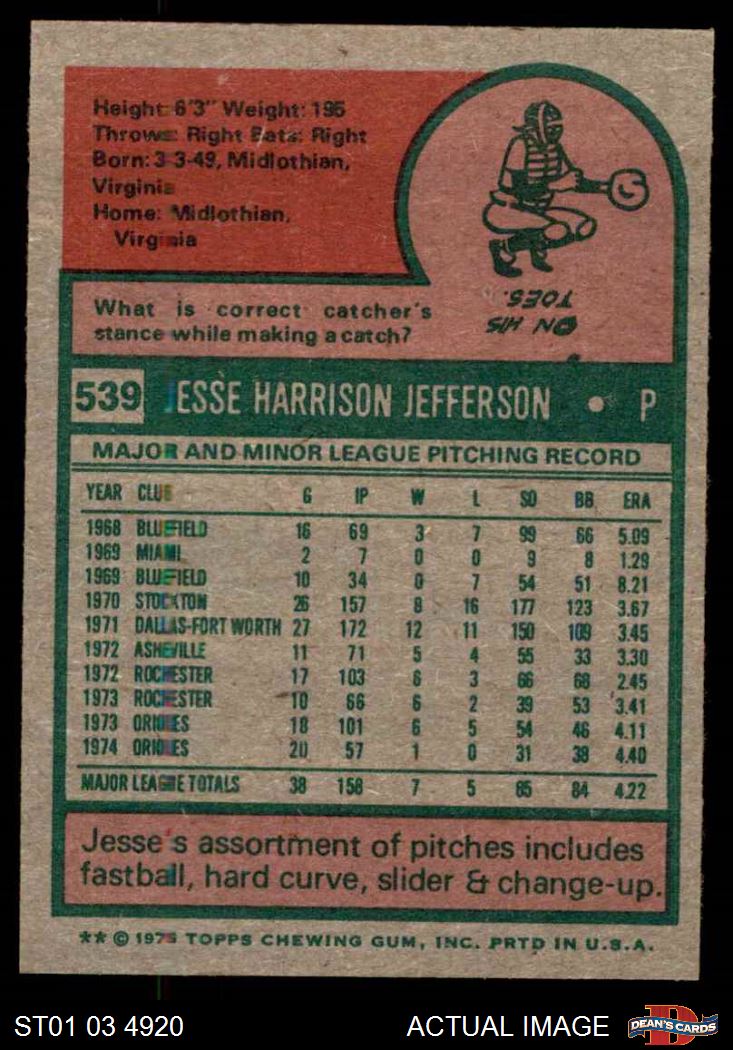 Height: 6'3" Weight: 195
Throws: Right Bats: Right
Born: 3-3-49, Midlothian,
Virginia
Home: Midlothian,
Virginia
ON HIS
TOES.
What is correct catcher's
stance while making a catch?
539 JESSE HARRISON JEFFERSON • P
MAJOR AND MINOR LEAGUE PITCHING RECORD
YEAR CLUB G IP W L SO BB ERA
1968 BLUEFIELD 16 69 3 7 99 66 5.09
1969 MIAMI 2 7 0 0 9 8 1.29
1969 BLUEFIELD 10 34 0 7 54 51 8.21
1970 STOCKTON 26 157 8 16 177 123 3.67
1971 DALLAS-FORT WORTH 27 172 12 11 150 109 3.45
1972 ASHEVILLE 11 71 5 4 55 33 3.30
1972 ROCHESTER 17 103 6 3 66 68 2.45
1973 ROCHESTER 10 66 6 2 39 53 3.41
1973 ORIOLES 18 101 6 5 54 46 4.11
1974 ORIOLES 20 57 1 0 31 38 4.40
MAJOR LEAGUE TOTALS 38 158 7 5 85 84 4.22
Jesse's assortment of pitches includes
fastball, hard curve, slider & change-up.
** © 1975 TOPPS CHEWING GUM, INC. PRTD IN U.S.A.
ST01 03 4920 ACTUAL IMAGE D DEAN'S CARDS